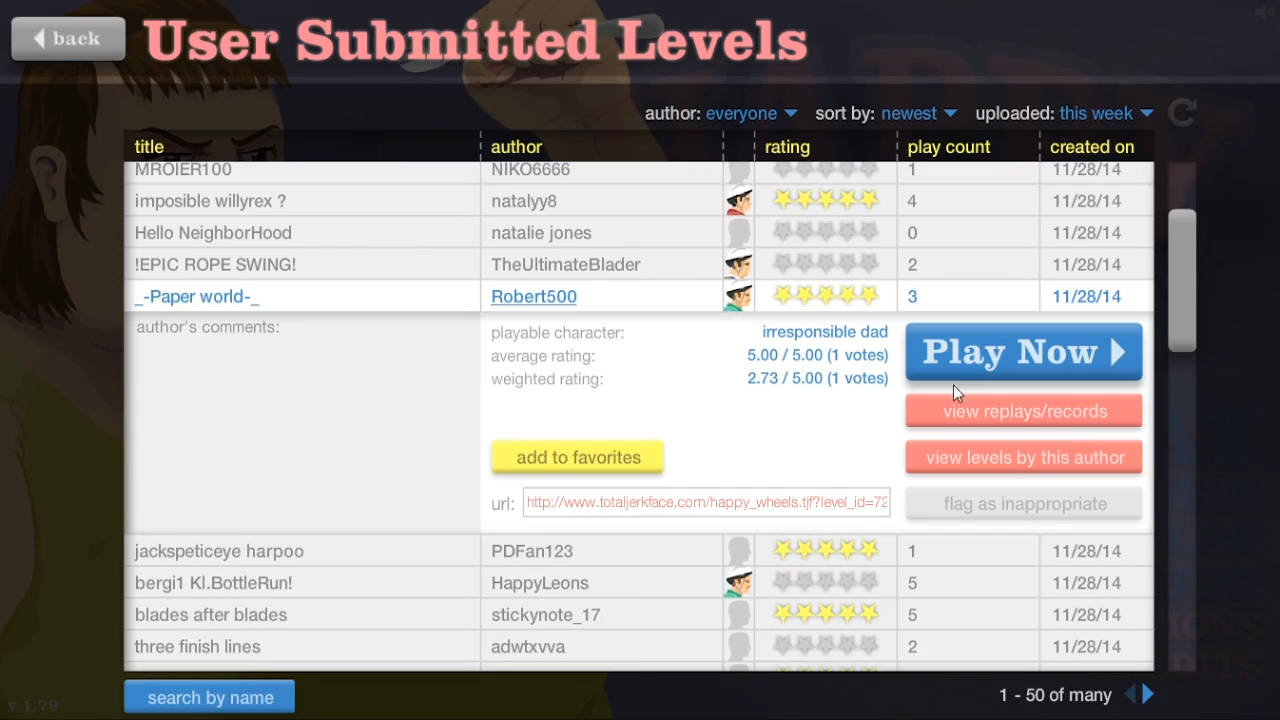 back
User Submitted Levels
author: everyone sort by: newest uploaded: this week
title author rating play count created on
MROIER100 NIKO6666 1 11/28/14
imposible willyrex ? natalyy8 4 11/28/14
Hello NeighborHood natalie jones 0 11/28/14
!EPIC ROPE SWING! TheUltimateBlader 2 11/28/14
_-Paper world-_ Robert500 3 11/28/14
author's comments:
playable character: irresponsible dad
average rating: 5.00 / 5.00 (1 votes)
weighted rating: 2.73 / 5.00 (1 votes)
Play Now
view replays/records
add to favorites
view levels by this author
url: http://www.totaljerkface.com/happy_wheels.tjf?level_id=72
flag as inappropriate
jackspeticeye harpoo PDFan123 1 11/28/14
bergi1 Kl.BottleRun! HappyLeons 5 11/28/14
blades after blades stickynote_17 5 11/28/14
three finish lines adwtxvva 2 11/28/14
search by name
1 - 50 of many
v 1.79